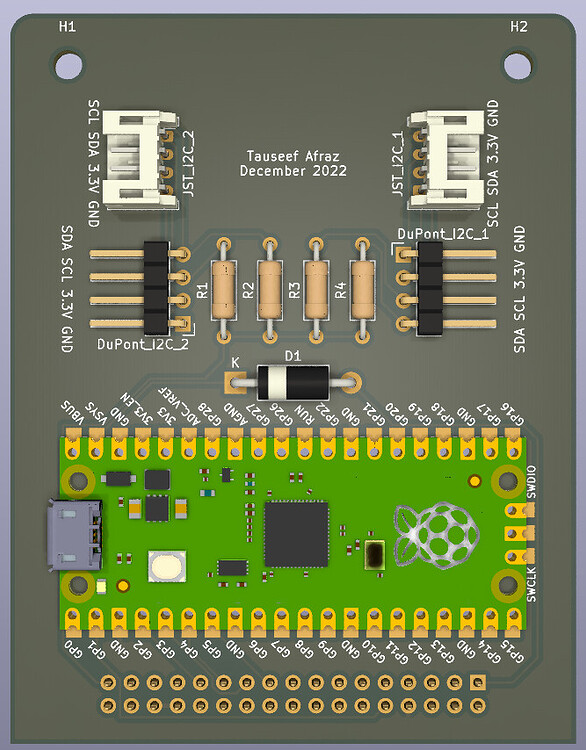 H1
H2
SCL SDA 3.3V GND
JST_I2C_2
Tauseef Afraz
December 2022
JST_I2C_1
SCL SDA 3.3V GND
SDA SCL 3.3V GND
DuPont_I2C_2
R1
R2
R3
R4
DuPont_I2C_1
SDA SCL 3.3V GND
K
D1
VBUS
VSYS
GND
3V3_EN
3V3
ADC_VREF
GP28
AGND
GP27
GP26
RUN
GP22
GND
GP21
GP20
GP19
GP18
GND
GP17
GP16
SWDIO
SWCLK
GP0
GP1
GND
GP2
GP3
GP4
GP5
GND
GP6
GP7
GP8
GP9
GND
GP10
GP11
GP12
GP13
GND
GP14
GP15